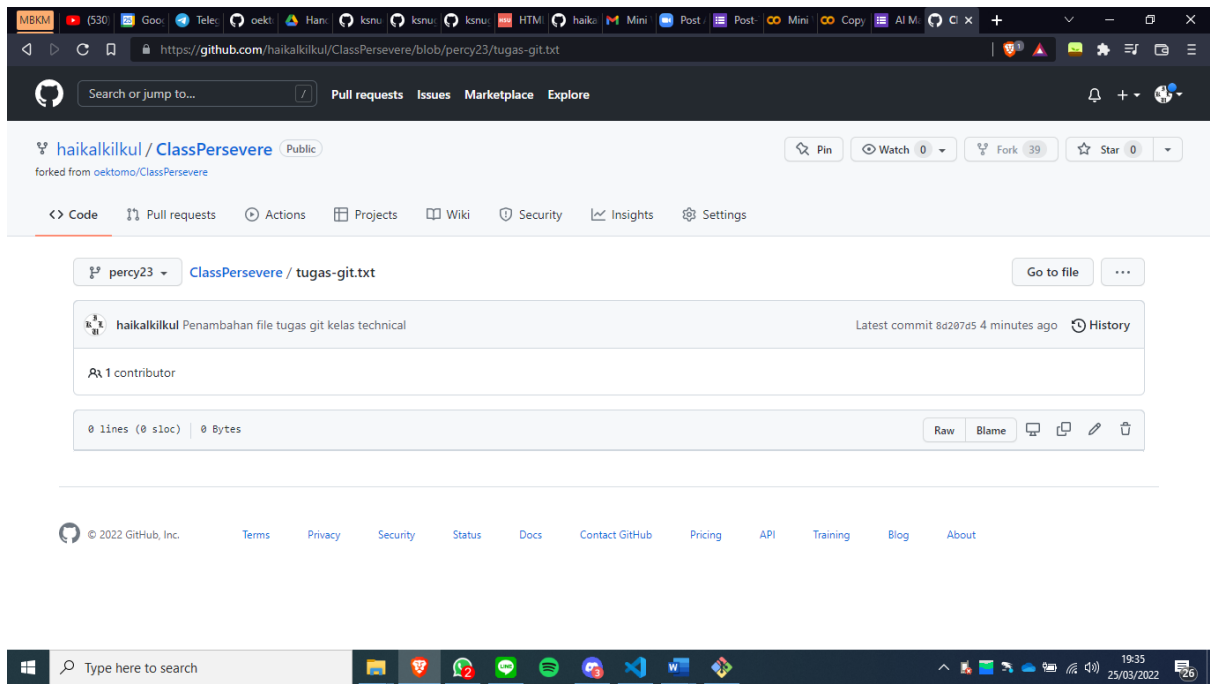 MBKM (530) Goo Teleg oekt Hand ksnu ksnu ksnug HTMl haika Mini Post / Post- Mini Copy AI Ma Cl
https://github.com/haikalkilkul/ClassPersevere/blob/percy23/tugas-git.txt
Search or jump to... / Pull requests Issues Marketplace Explore
haikalkilkul / ClassPersevere Public Pin Watch 0 Fork 39 Star 0
forked from oektomo/ClassPersevere
Code Pull requests Actions Projects Wiki Security Insights Settings
percy23 ClassPersevere / tugas-git.txt Go to file ...
haikalkilkul Penambahan file tugas git kelas technical Latest commit 8d207d5 4 minutes ago History
1 contributor
0 lines (0 sloc) 0 Bytes Raw Blame
© 2022 GitHub, Inc. Terms Privacy Security Status Docs Contact GitHub Pricing API Training Blog About
Type here to search
19:35
25/03/2022
26